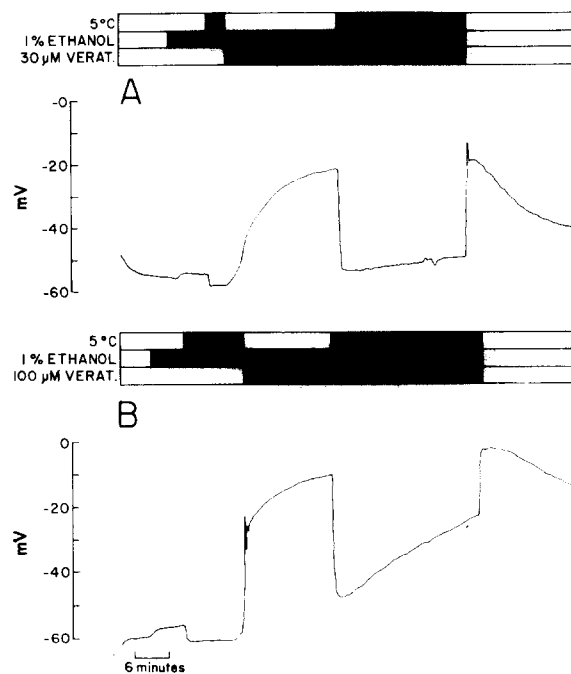 5°C
1% ETHANOL
30 µM VERAT.
A
-0
-20
-40
-60
mV
5°C
1% ETHANOL
100 µM VERAT.
B
0
-20
-40
-60
mV
6 minutes